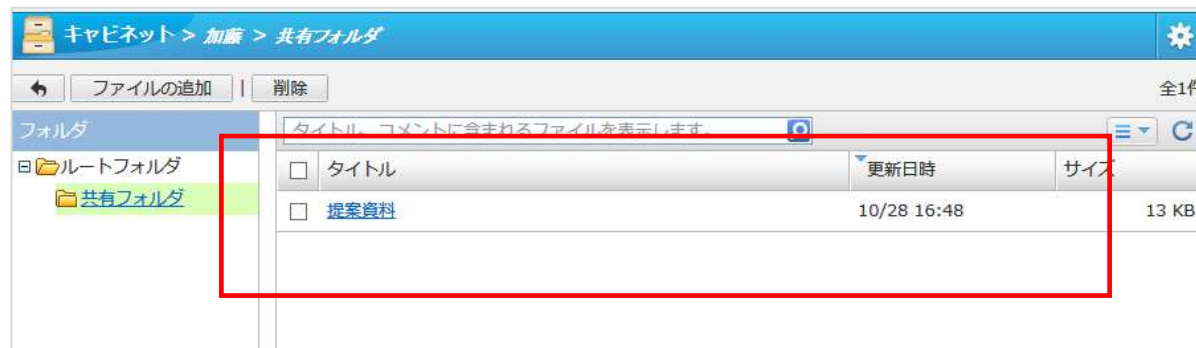 キャビネット > 加藤 > 共有フォルダ
ファイルの追加 | 削除
全1件
フォルダ
タイトル、コメントに含まれるファイルを表示します。
ルートフォルダ
共有フォルダ
タイトル 更新日時 サイズ
提案資料 10/28 16:48 13 KB